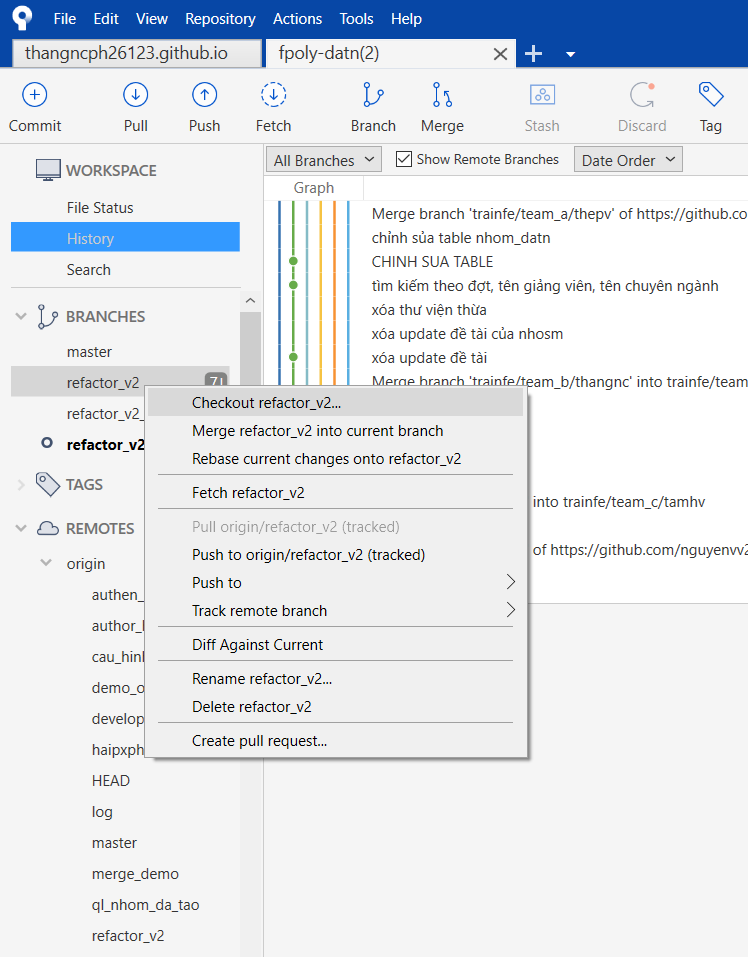 File Edit View Repository Actions Tools Help
thangncph26123.github.io fpoly-datn(2)
Commit Pull Push Fetch Branch Merge Stash Discard Tag
WORKSPACE
File Status
History
Search
BRANCHES
master
refactor_v2
refactor_v2_
refactor_v2
TAGS
REMOTES
origin
authen_
author_
cau_hinh
demo_o
develop
haipxph
HEAD
log
master
merge_demo
ql_nhom_da_tao
refactor_v2
All Branches Show Remote Branches Date Order
Graph
Merge branch 'trainfe/team_a/thepv' of https://github.co
chỉnh sủa table nhom_datn
CHINH SUA TABLE
tìm kiếm theo đợt, tên giảng viên, tên chuyên ngành
xóa thư viện thừa
xóa update đề tài của nhosm
xóa update đề tài
Merge branch 'trainfe/team_b/thangnc' into trainfe/team
into trainfe/team_c/tamhv
of https://github.com/nguyenvv2
Checkout refactor_v2...
Merge refactor_v2 into current branch
Rebase current changes onto refactor_v2
Fetch refactor_v2
Pull origin/refactor_v2 (tracked)
Push to origin/refactor_v2 (tracked)
Push to
Track remote branch
Diff Against Current
Rename refactor_v2...
Delete refactor_v2
Create pull request...